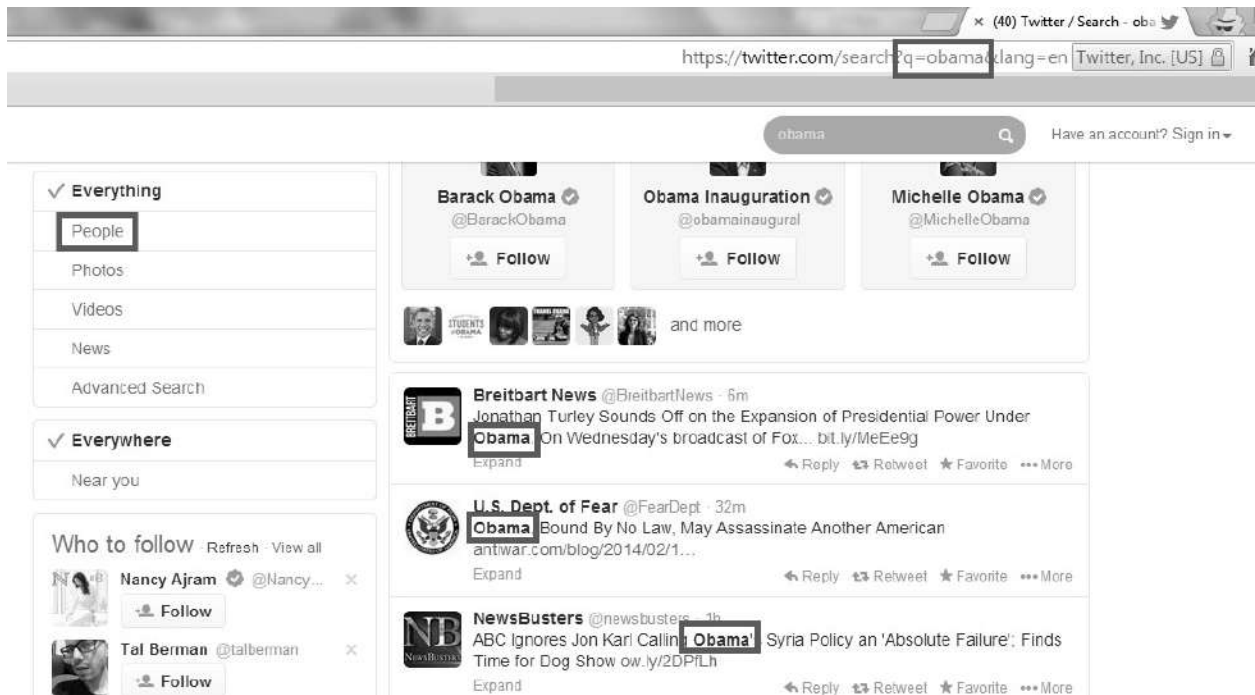 (40) Twitter / Search - oba
https://twitter.com/search?q=obama&lang=en Twitter, Inc. [US]
obama
Have an account? Sign in
Everything
People
Photos
Videos
News
Advanced Search
Everywhere
Near you
Who to follow · Refresh · View all
Nancy Ajram @Nancy...
Follow
Tal Berman @talberman
Follow
Barack Obama
@BarackObama
Follow
Obama Inauguration
@obamainaugural
Follow
Michelle Obama
@MichelleObama
Follow
STUDENTS
OBAMA
and more
BREITBART
B
Breitbart News @BreitbartNews · 6m
Jonathan Turley Sounds Off on the Expansion of Presidential Power Under
Obama On Wednesday's broadcast of Fox... bit.ly/MeEe9g
Expand
Reply Retweet Favorite More
U.S. Dept. of Fear @FearDept · 32m
Obama Bound By No Law, May Assassinate Another American
antiwar.com/blog/2014/02/1...
Expand
Reply Retweet Favorite More
NB
NewsBusters
NewsBusters @newsbusters · 1h
ABC Ignores Jon Karl Calling Obama's Syria Policy an 'Absolute Failure'; Finds
Time for Dog Show ow.ly/2DPfLh
Expand
Reply Retweet Favorite More